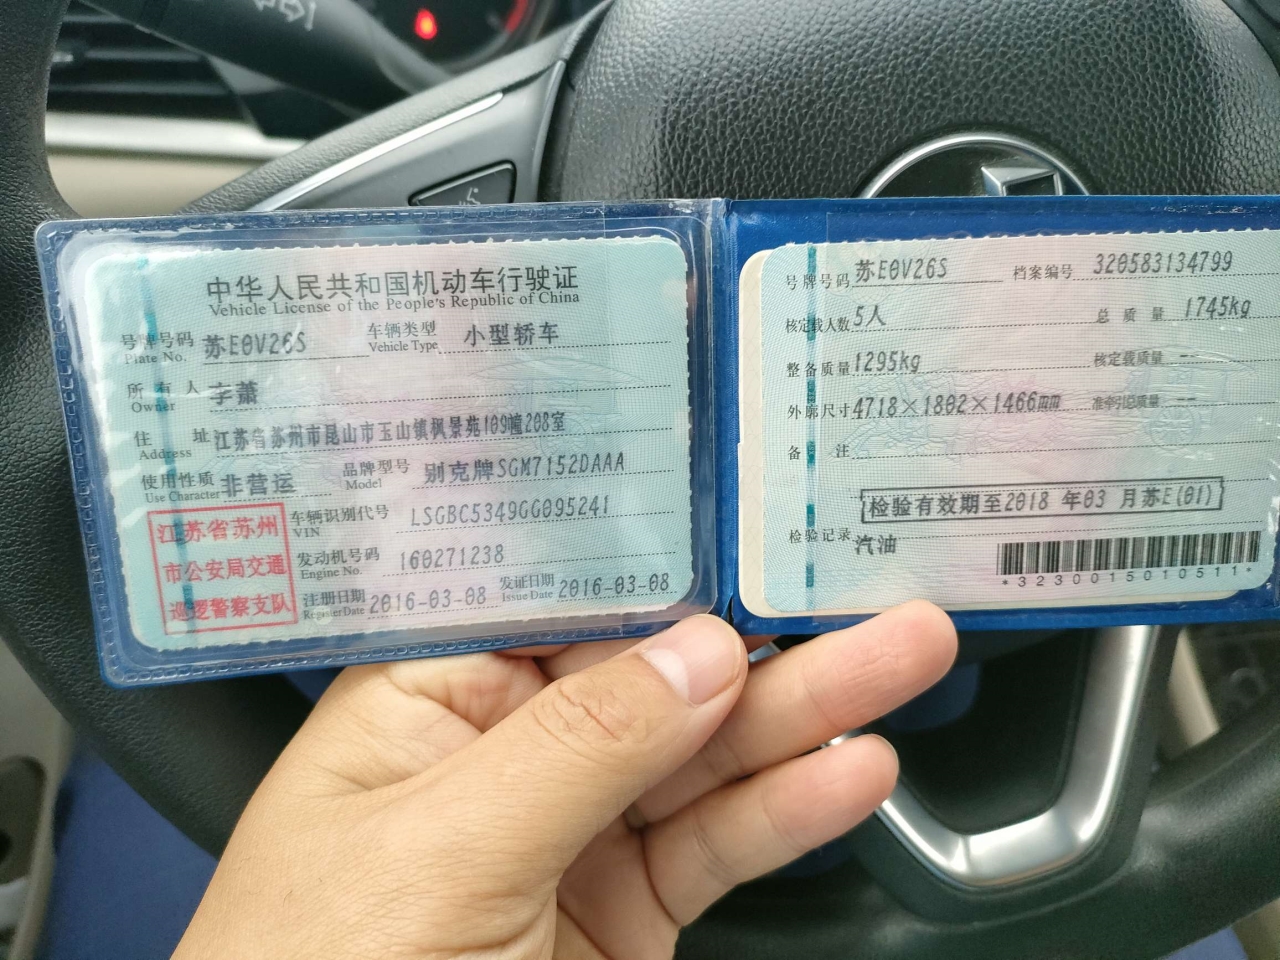 中华人民共和国机动车行驶证
Vehicle License of the People's Republic of China
号牌号码 苏E0V26S 车辆类型 小型轿车
Plate No. Vehicle Type
所有人 字萧
Owner
住 址 江苏省苏州市昆山市玉山镇枫景苑109幢208室
Address
使用性质 非营运 品牌型号 别克牌SGM7152DAAA
Use Character Model
江苏省苏州
市公安局交通
巡逻警察支队
车辆识别代号 LSGBC5349GG095241
VIN
发动机号码 160271238
Engine No.
注册日期 2016-03-08 发证日期 2016-03-08
Register Date Issue Date
号牌号码 苏E0V26S 档案编号 320583134799
核定载人数 5人 总质量 1745kg
整备质量 1295kg 核定载质量 --
外廓尺寸 4718×1802×1466mm 准牵引总质量 --
备 注
检验有效期至2018 年03 月苏E(01)
检验记录
汽油
*3230015010511*